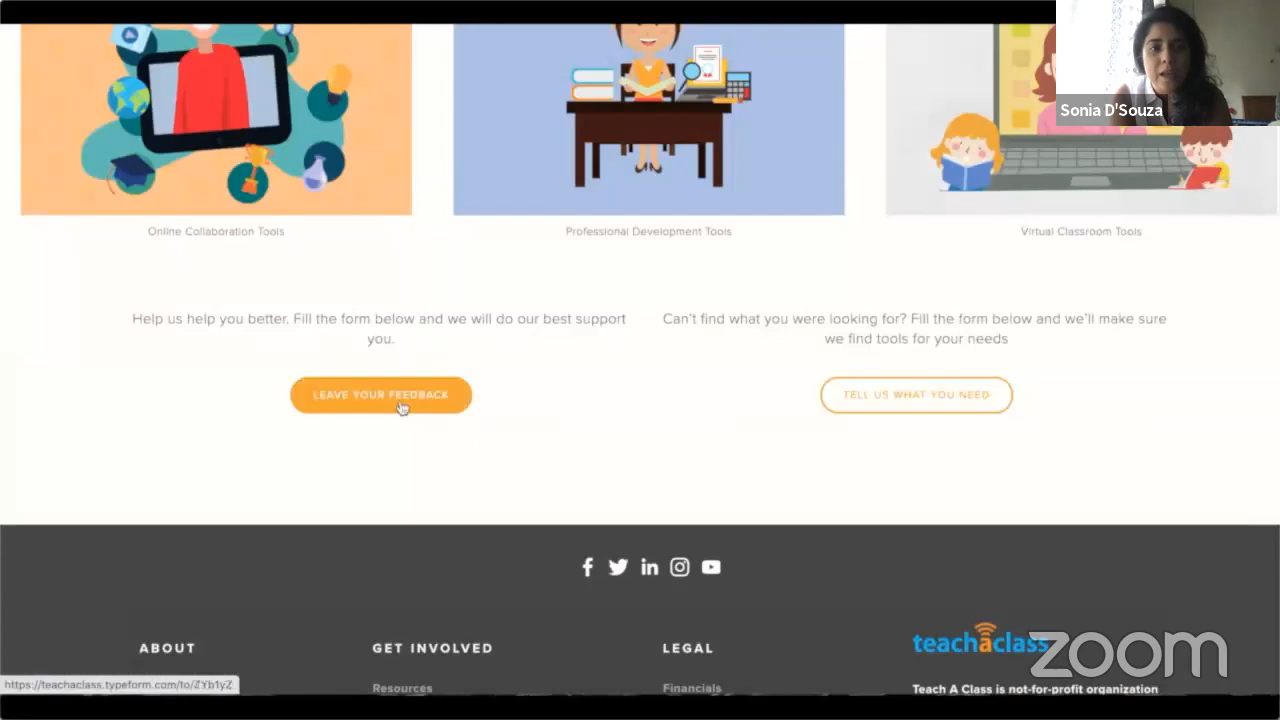 Sonia D'Souza
Online Collaboration Tools
Professional Development Tools
Virtual Classroom Tools
Help us help you better. Fill the form below and we will do our best support
you.
Can't find what you were looking for? Fill the form below and we'll make sure
we find tools for your needs
LEAVE YOUR FEEDBACK
TELL US WHAT YOU NEED
ABOUT
GET INVOLVED
LEGAL
teachaclass
zoom
https://teachaclass.typeform.com/to/ZYb1yZ
Resources
Financials
Teach A Class is not-for-profit organization